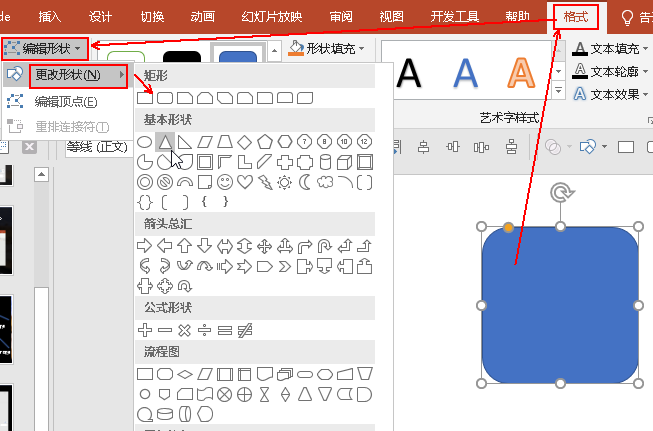 de 插入 设计 切换 动画 幻灯片放映 审阅 视图 开发工具 帮助 格式 告诉
编辑形状 形状填充 文本填充
更改形状(N) 矩形 文本轮廓
编辑顶点(E) 文本效果
重排连接符(T) 基本形状 艺术字样式
等线 (正文)
箭头总汇
公式形状
流程图